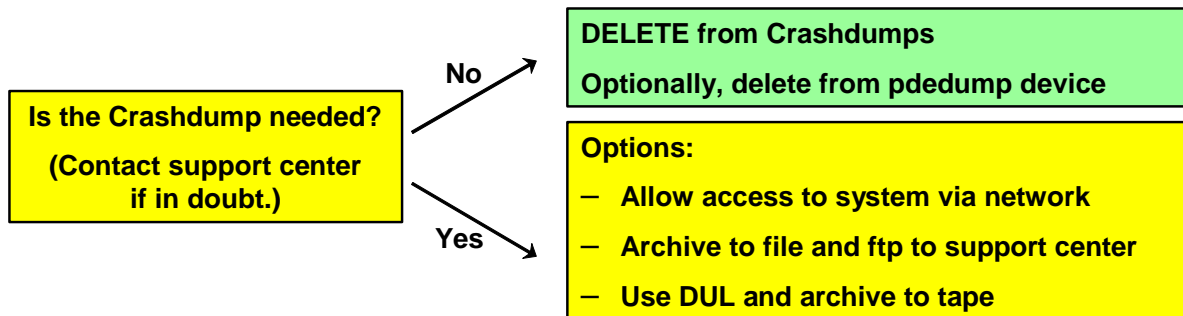 Is the Crashdump needed?
(Contact support center
if in doubt.)
No
DELETE from Crashdumps
Optionally, delete from pdedump device
Yes
Options:
– Allow access to system via network
– Archive to file and ftp to support center
– Use DUL and archive to tape